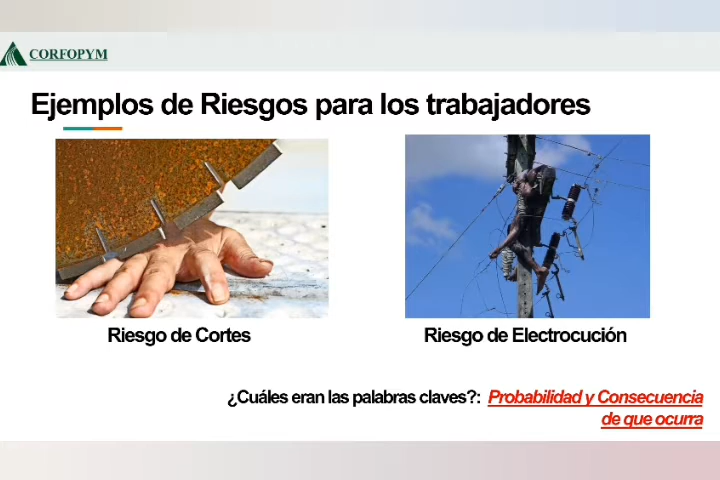 CORFOPYM
Ejemplos de Riesgos para los trabajadores
Riesgo de Cortes
Riesgo de Electrocución
¿Cuáles eran las palabras claves?: Probabilidad y Consecuencia
de que ocurra